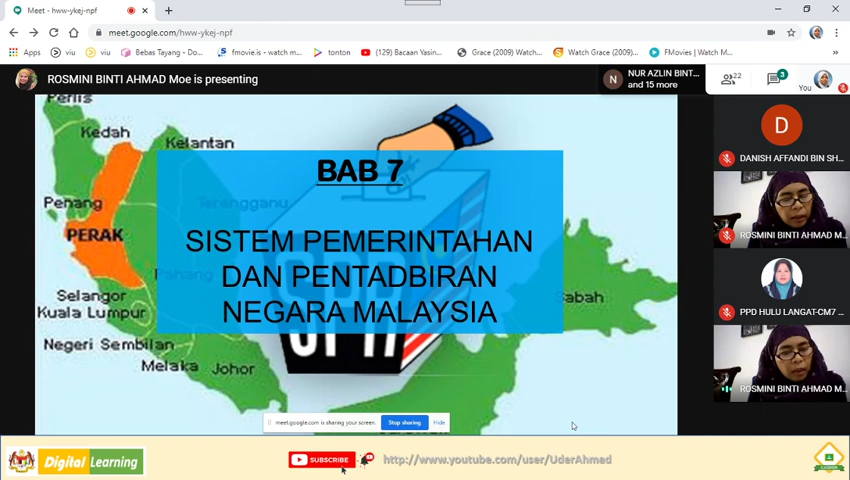 Meet - hww-ykej-npf
meet.google.com/hww-ykej-npf
Apps
viu
viu
Bebas Tayang - Do...
fmovie.is - watch m...
tonton
(129) Bacaan Yasin...
Grace (2009) Watc...
Watch Grace (2009)...
FMovies | Watch M...
ROSMINI BINTI AHMAD Moe is presenting
N
NUR AZLIN BINT...
and 15 more
22
3
You
Perlis
Kedah
Kelantan
BAB 7
Penang
Terengganu
PERAK
SISTEM PEMERINTAHAN
DAN PENTADBIRAN
NEGARA MALAYSIA
Pahang
Selangor
Kuala Lumpur
Sabah
Negeri Sembilan
SPR
Melaka
Johor
D
DANISH AFFANDI BIN SH...
ROSMINI BINTI AHMAD M...
PPD HULU LANGAT-CM7 ...
ROSMINI BINTI AHMAD M...
meet.google.com is sharing your screen.
Stop sharing
Hide
Digital Learning
SUBSCRIBE
http://www.youtube.com/user/UderAhmad